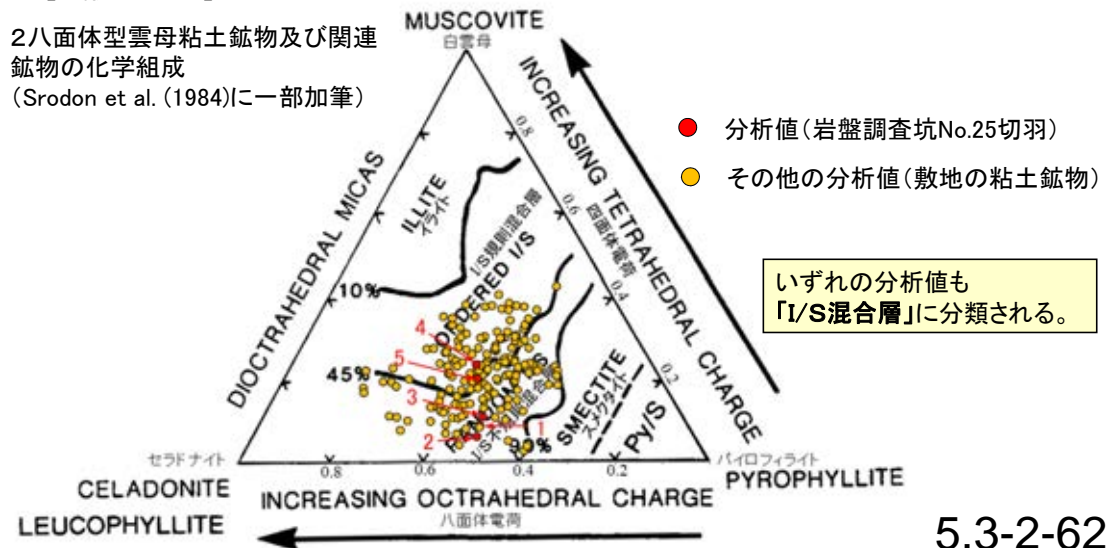 2八面体型雲母粘土鉱物及び関連
鉱物の化学組成
(Srodon et al. (1984)に一部加筆)
MUSCOVITE
白雲母
分析値(岩盤調査坑No.25切羽)
その他の分析値(敷地の粘土鉱物)
いずれの分析値も
「I/S混合層」に分類される。
DIOCTRAHEDRAL MICAS
INCREASING TETRAHEDRAL CHARGE
四面体電荷
0.8
0.6
0.4
0.2
ILLITE
イライト
I/S規則混合層
ORDERED I/S
10%
45%
4
5
3
2
1
SMECTITE
スメクタイト
Py/S
セラドナイト
CELADONITE
LEUCOPHYLLITE
0.8
0.6
0.4
0.2
パイロフィライト
PYROPHYLLITE
INCREASING OCTRAHEDRAL CHARGE
八面体電荷
5.3-2-62